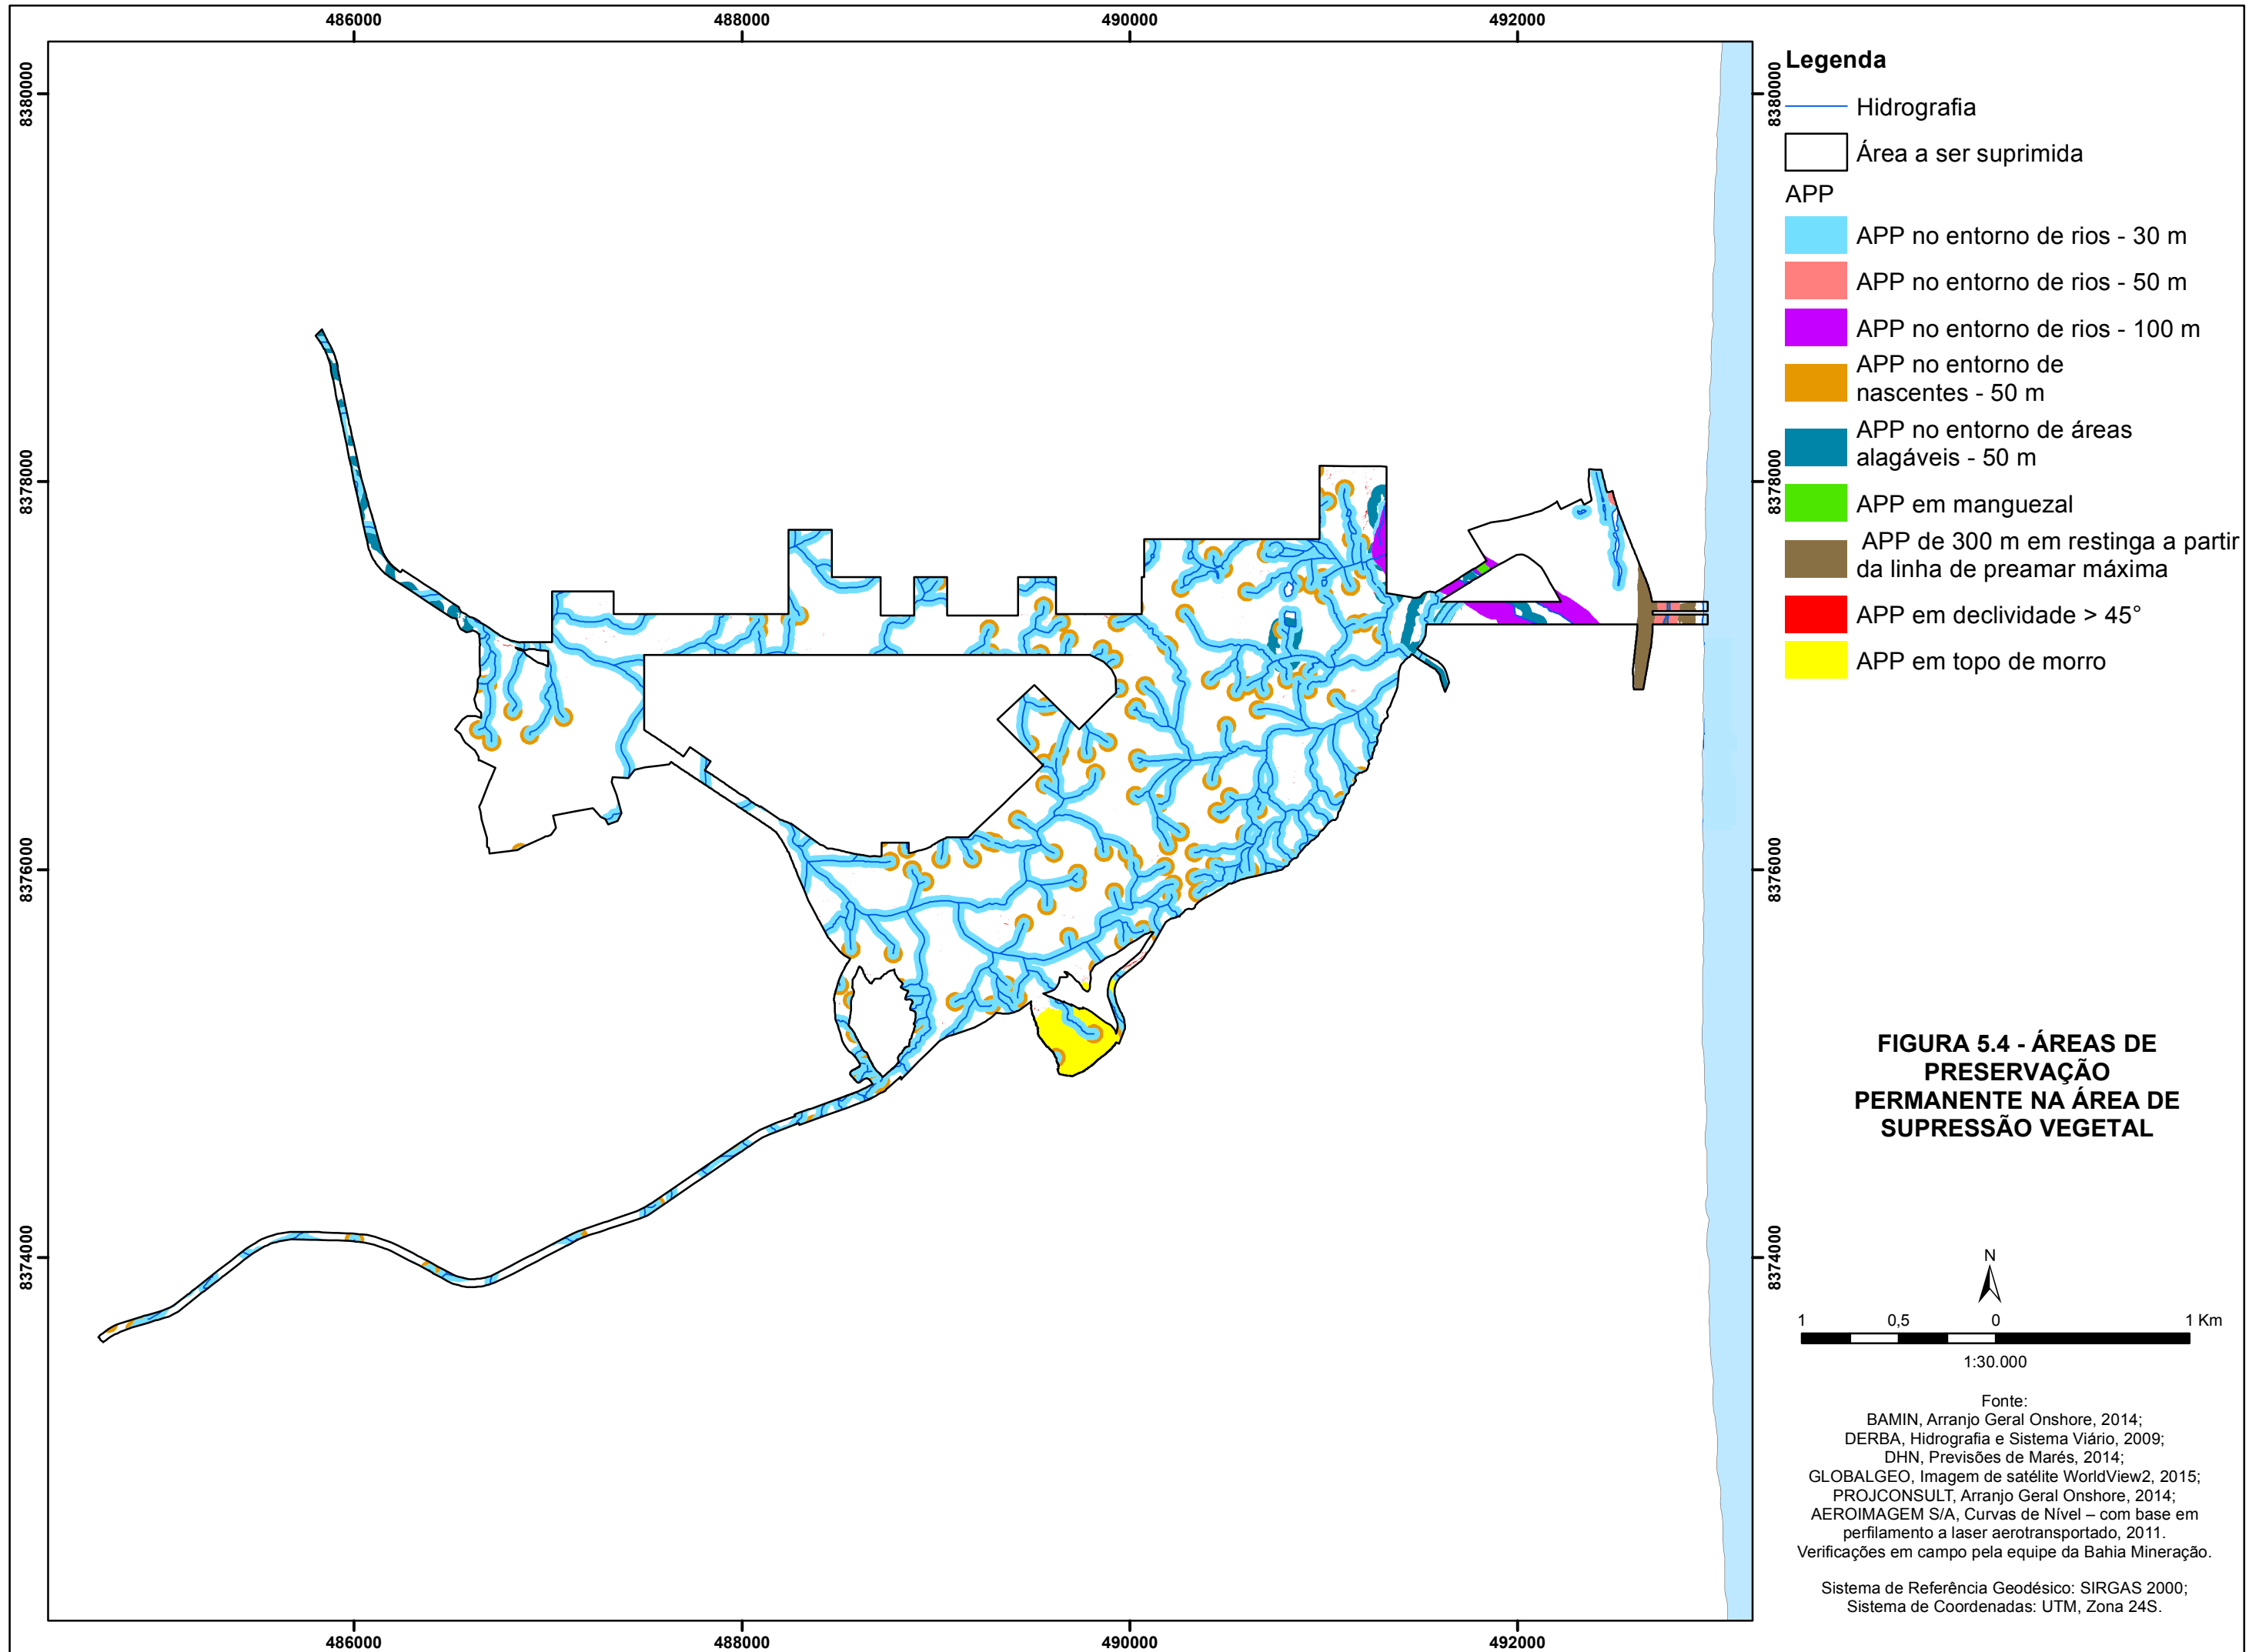 486000
488000
490000
492000
8380000
8378000
8376000
8374000
8380000
8378000
8376000
8374000
486000
488000
490000
492000
Legenda
Hidrografia
Área a ser suprimida
APP
APP no entorno de rios - 30 m
APP no entorno de rios - 50 m
APP no entorno de rios - 100 m
APP no entorno de
nascentes - 50 m
APP no entorno de áreas
alagáveis - 50 m
APP em manguezal
APP de 300 m em restinga a partir
da linha de preamar máxima
APP em declividade > 45°
APP em topo de morro
FIGURA 5.4 - ÁREAS DE
PRESERVAÇÃO
PERMANENTE NA ÁREA DE
SUPRESSÃO VEGETAL
N
1 0,5 0 1 Km
1:30.000
Fonte:
BAMIN, Arranjo Geral Onshore, 2014;
DERBA, Hidrografia e Sistema Viário, 2009;
DHN, Previsões de Marés, 2014;
GLOBALGEO, Imagem de satélite WorldView2, 2015;
PROJCONSULT, Arranjo Geral Onshore, 2014;
AEROIMAGEM S/A, Curvas de Nível – com base em
perfilamento a laser aerotransportado, 2011.
Verificações em campo pela equipe da Bahia Mineração.
Sistema de Referência Geodésico: SIRGAS 2000;
Sistema de Coordenadas: UTM, Zona 24S.